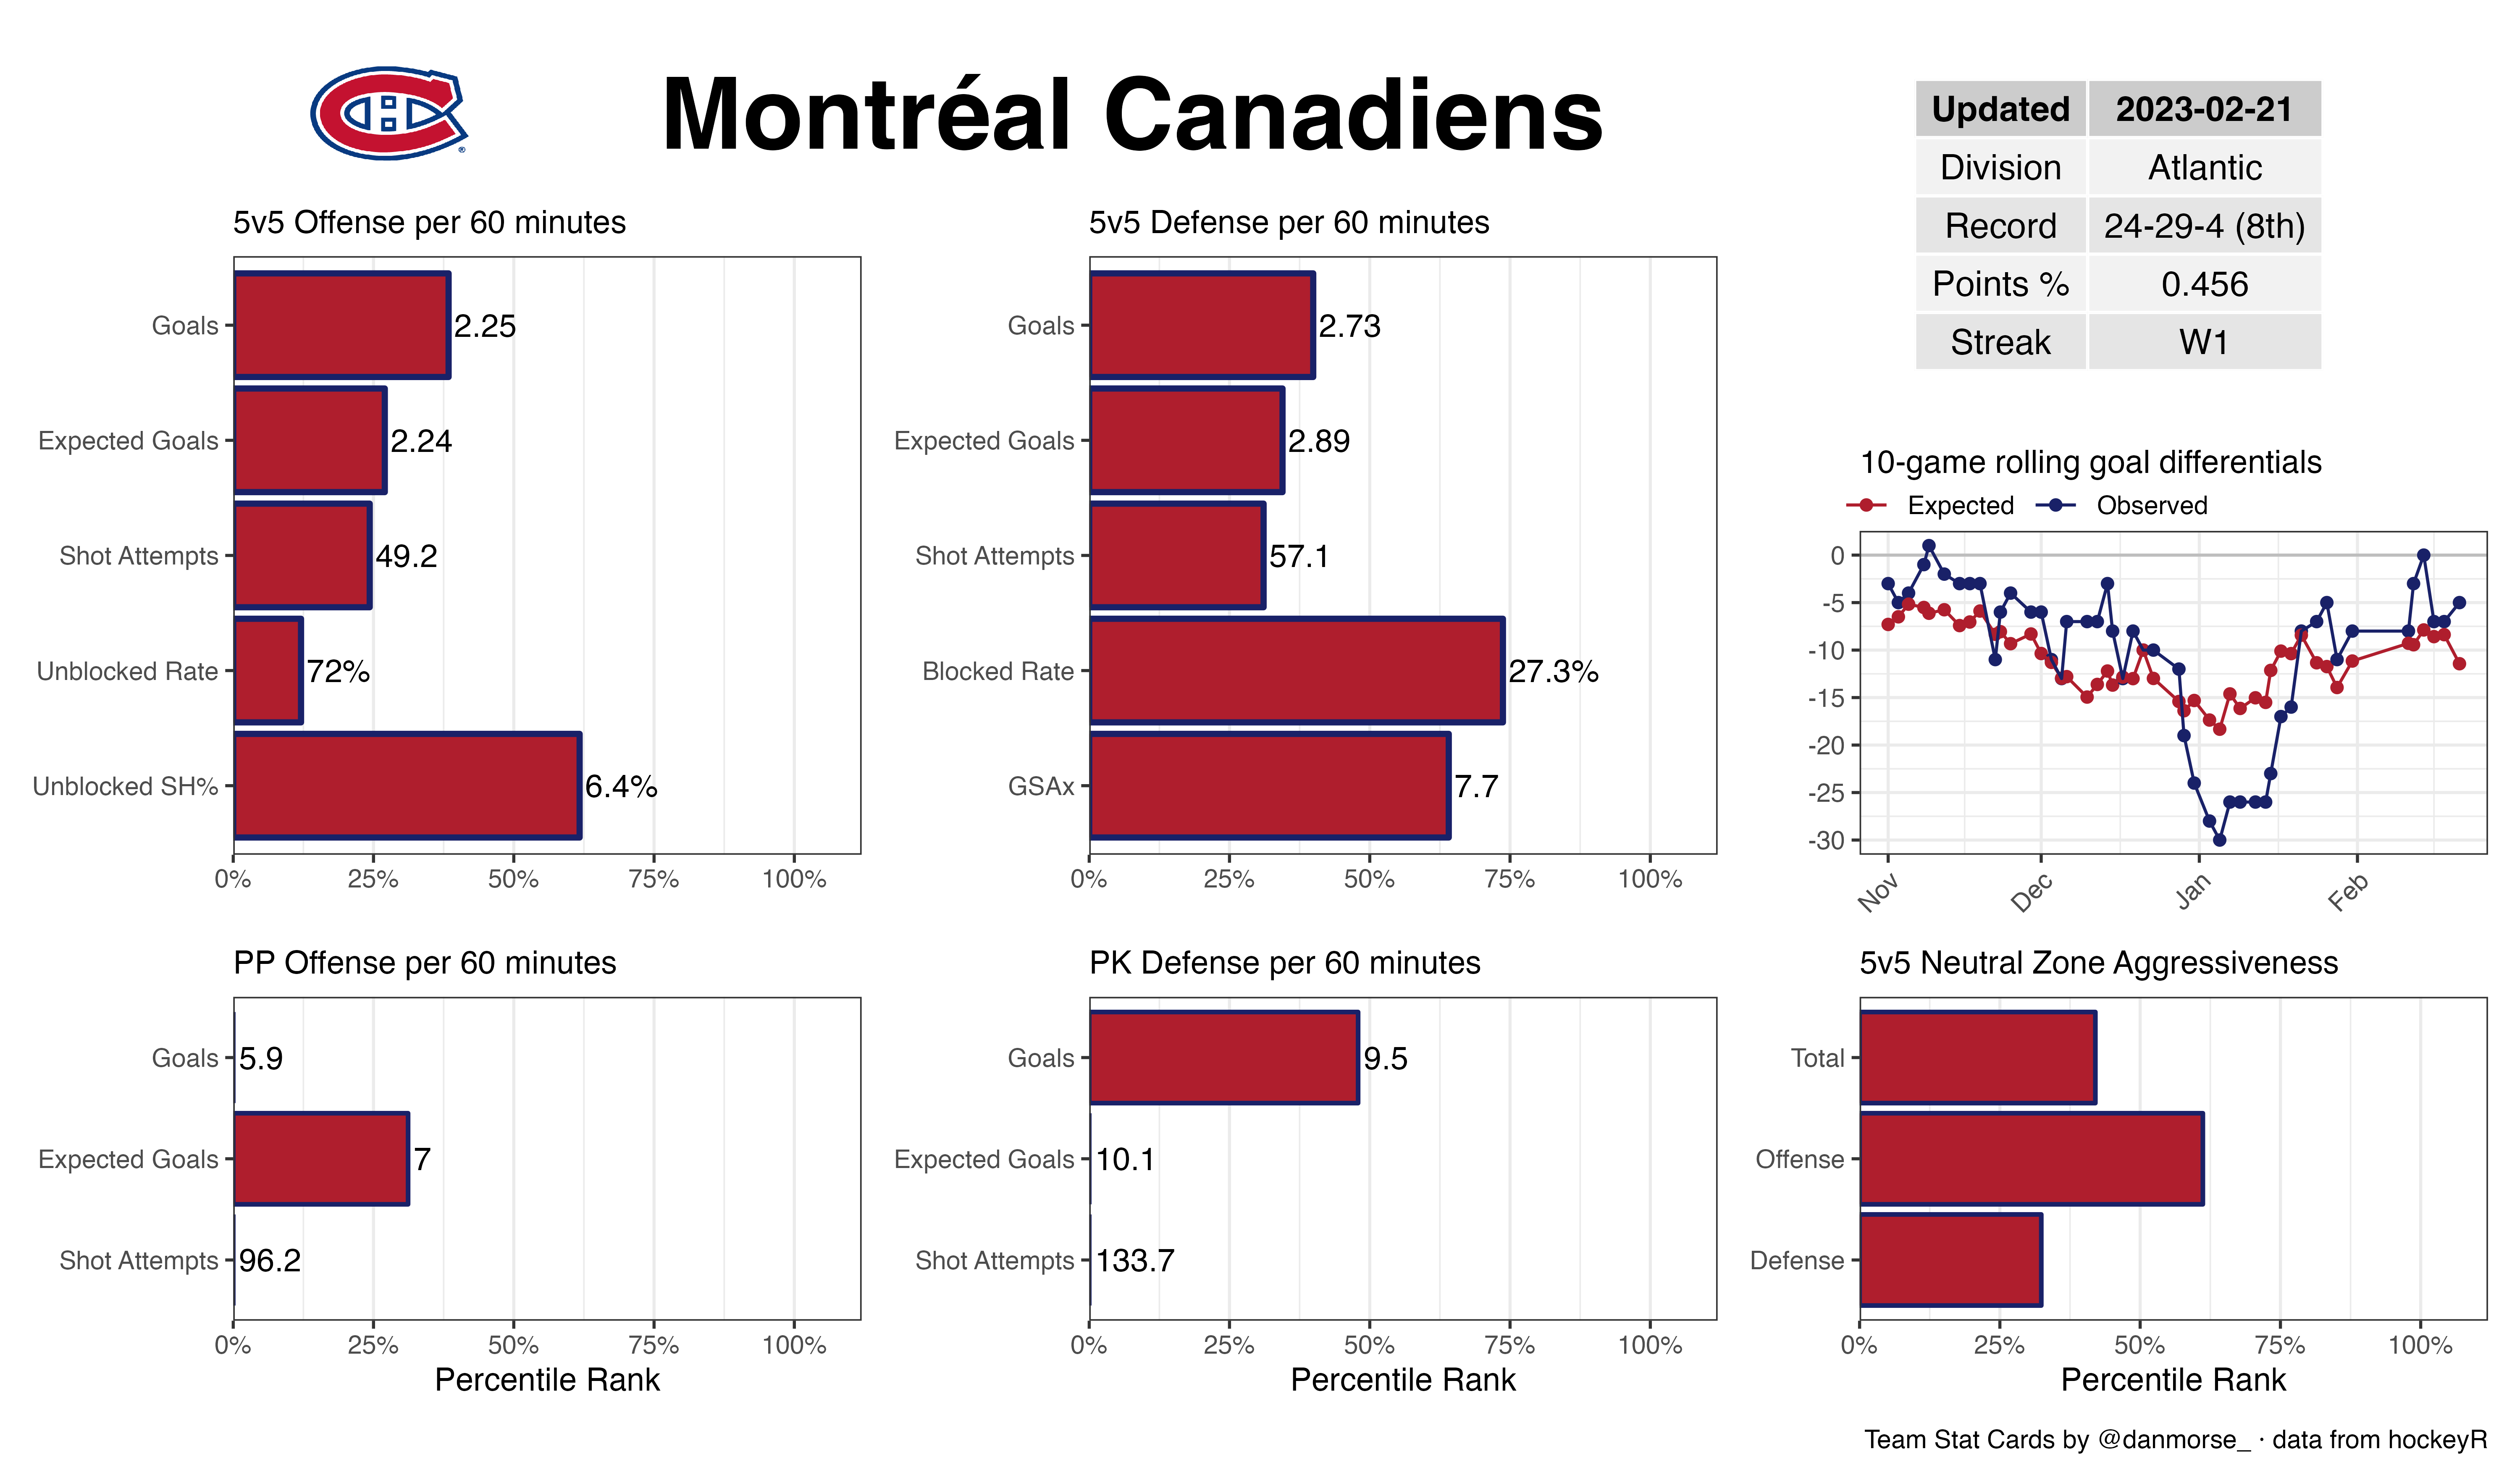 Montréal Canadiens
Updated 2023-02-21
Division Atlantic
Record 24-29-4 (8th)
Points % 0.456
Streak W1
5v5 Offense per 60 minutes
Goals 2.25
Expected Goals 2.24
Shot Attempts 49.2
Unblocked Rate 72%
Unblocked SH% 6.4%
0% 25% 50% 75% 100%
5v5 Defense per 60 minutes
Goals 2.73
Expected Goals 2.89
Shot Attempts 57.1
Blocked Rate 27.3%
GSAx 7.7
0% 25% 50% 75% 100%
10-game rolling goal differentials
Expected Observed
0
-5
-10
-15
-20
-25
-30
Nov Dec Jan Feb
PP Offense per 60 minutes
Goals 5.9
Expected Goals 7
Shot Attempts 96.2
0% 25% 50% 75% 100%
Percentile Rank
PK Defense per 60 minutes
Goals 9.5
Expected Goals 10.1
Shot Attempts 133.7
0% 25% 50% 75% 100%
Percentile Rank
5v5 Neutral Zone Aggressiveness
Total
Offense
Defense
0% 25% 50% 75% 100%
Percentile Rank
Team Stat Cards by @danmorse_ · data from hockeyR